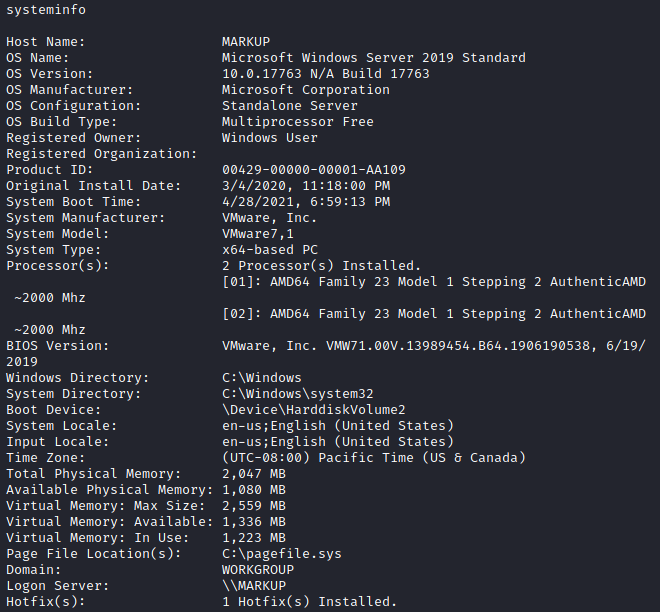 systeminfo
Host Name: MARKUP
OS Name: Microsoft Windows Server 2019 Standard
OS Version: 10.0.17763 N/A Build 17763
OS Manufacturer: Microsoft Corporation
OS Configuration: Standalone Server
OS Build Type: Multiprocessor Free
Registered Owner: Windows User
Registered Organization:
Product ID: 00429-00000-00001-AA109
Original Install Date: 3/4/2020, 11:18:00 PM
System Boot Time: 4/28/2021, 6:59:13 PM
System Manufacturer: VMware, Inc.
System Model: VMware7,1
System Type: x64-based PC
Processor(s): 2 Processor(s) Installed.
[01]: AMD64 Family 23 Model 1 Stepping 2 AuthenticAMD
~2000 Mhz
[02]: AMD64 Family 23 Model 1 Stepping 2 AuthenticAMD
~2000 Mhz
BIOS Version: VMware, Inc. VMW71.00V.13989454.B64.1906190538, 6/19/
2019
Windows Directory: C:\Windows
System Directory: C:\Windows\system32
Boot Device: \Device\HarddiskVolume2
System Locale: en-us;English (United States)
Input Locale: en-us;English (United States)
Time Zone: (UTC-08:00) Pacific Time (US & Canada)
Total Physical Memory: 2,047 MB
Available Physical Memory: 1,080 MB
Virtual Memory: Max Size: 2,559 MB
Virtual Memory: Available: 1,336 MB
Virtual Memory: In Use: 1,223 MB
Page File Location(s): C:\pagefile.sys
Domain: WORKGROUP
Logon Server: \\MARKUP
Hotfix(s): 1 Hotfix(s) Installed.